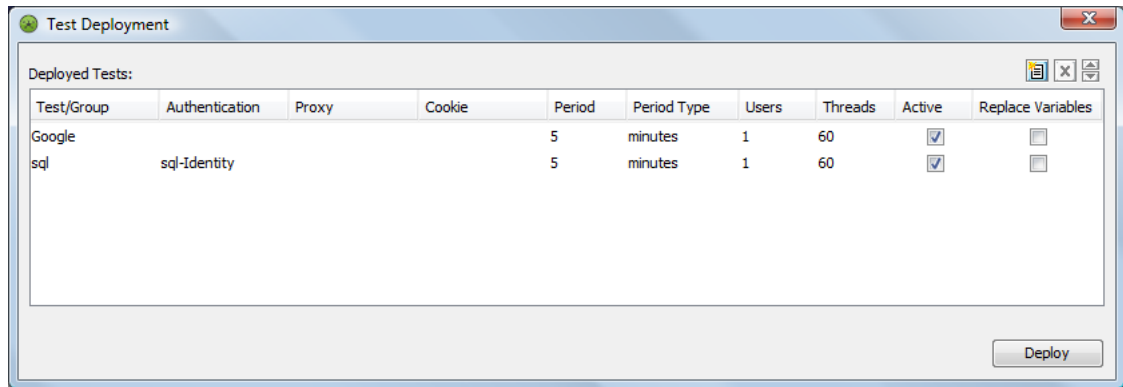 Test Deployment
Deployed Tests:
Test/Group Authentication Proxy Cookie Period Period Type Users Threads Active Replace Variables
Google 5 minutes 1 60
sql sql-Identity 5 minutes 1 60
Deploy